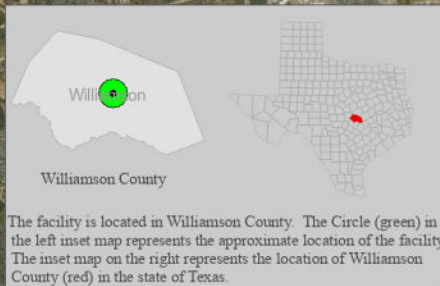 Williamson
Williamson County
The facility is located in Williamson County. The Circle (green) in
the left inset map represents the approximate location of the facility
The inset map on the right represents the location of Williamson
County (red) in the state of Texas.